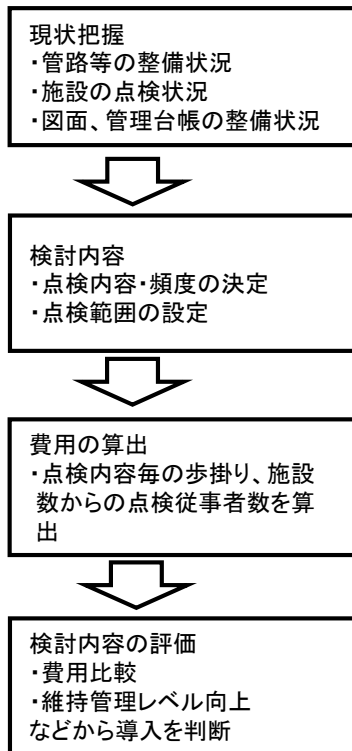 現状把握
・管路等の整備状況
・施設の点検状況
・図面、管理台帳の整備状況
検討内容
・点検内容・頻度の決定
・点検範囲の設定
費用の算出
・点検内容毎の歩掛り、施設
数からの点検従事者数を算
出
検討内容の評価
・費用比較
・維持管理レベル向上
などから導入を判断